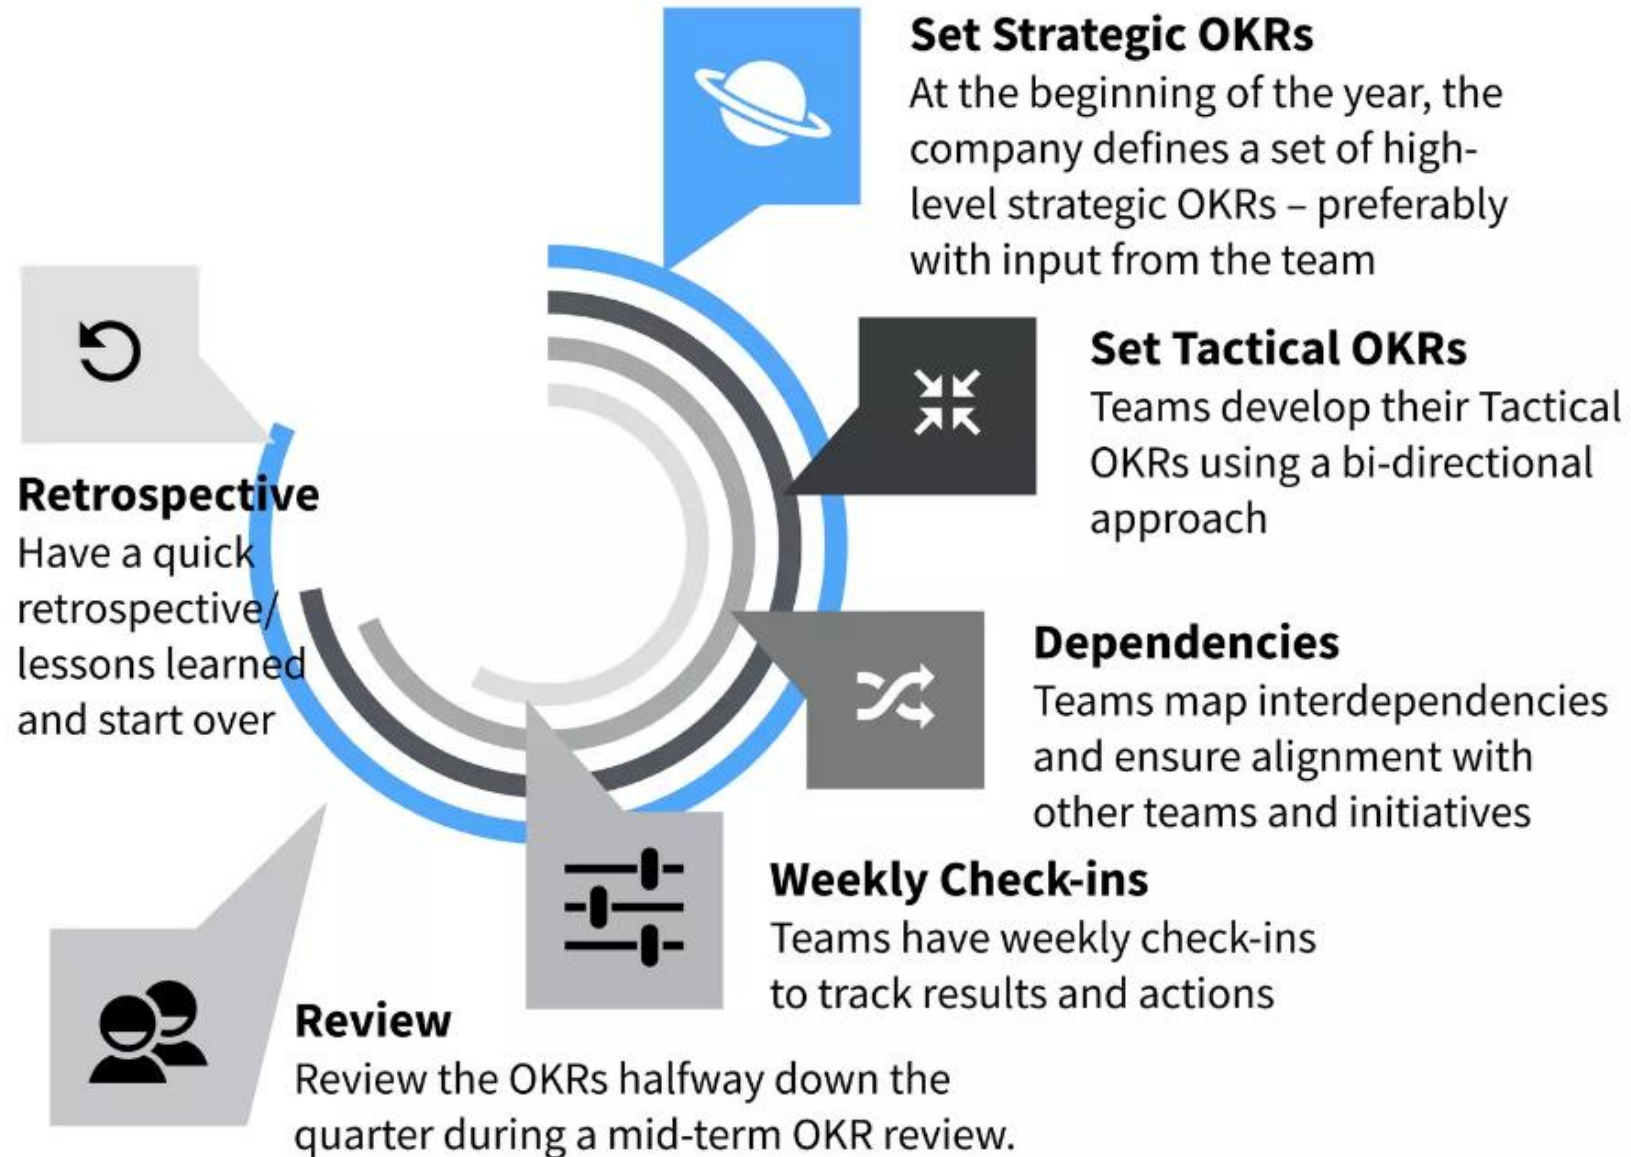 Set Strategic OKRs
At the beginning of the year, the
company defines a set of high-
level strategic OKRs – preferably
with input from the team
Set Tactical OKRs
Teams develop their Tactical
OKRs using a bi-directional
approach
Dependencies
Teams map interdependencies
and ensure alignment with
other teams and initiatives
Weekly Check-ins
Teams have weekly check-ins
to track results and actions
Review
Review the OKRs halfway down the
quarter during a mid-term OKR review.
Retrospective
Have a quick
retrospective/
lessons learned
and start over